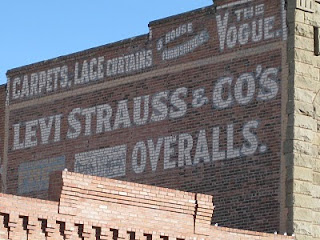 CARPETS, LACE CURTAINS & HOUSE FURNISHINGS THE VOGUE.
LEVI STRAUSS & CO'S
OVERALLS.